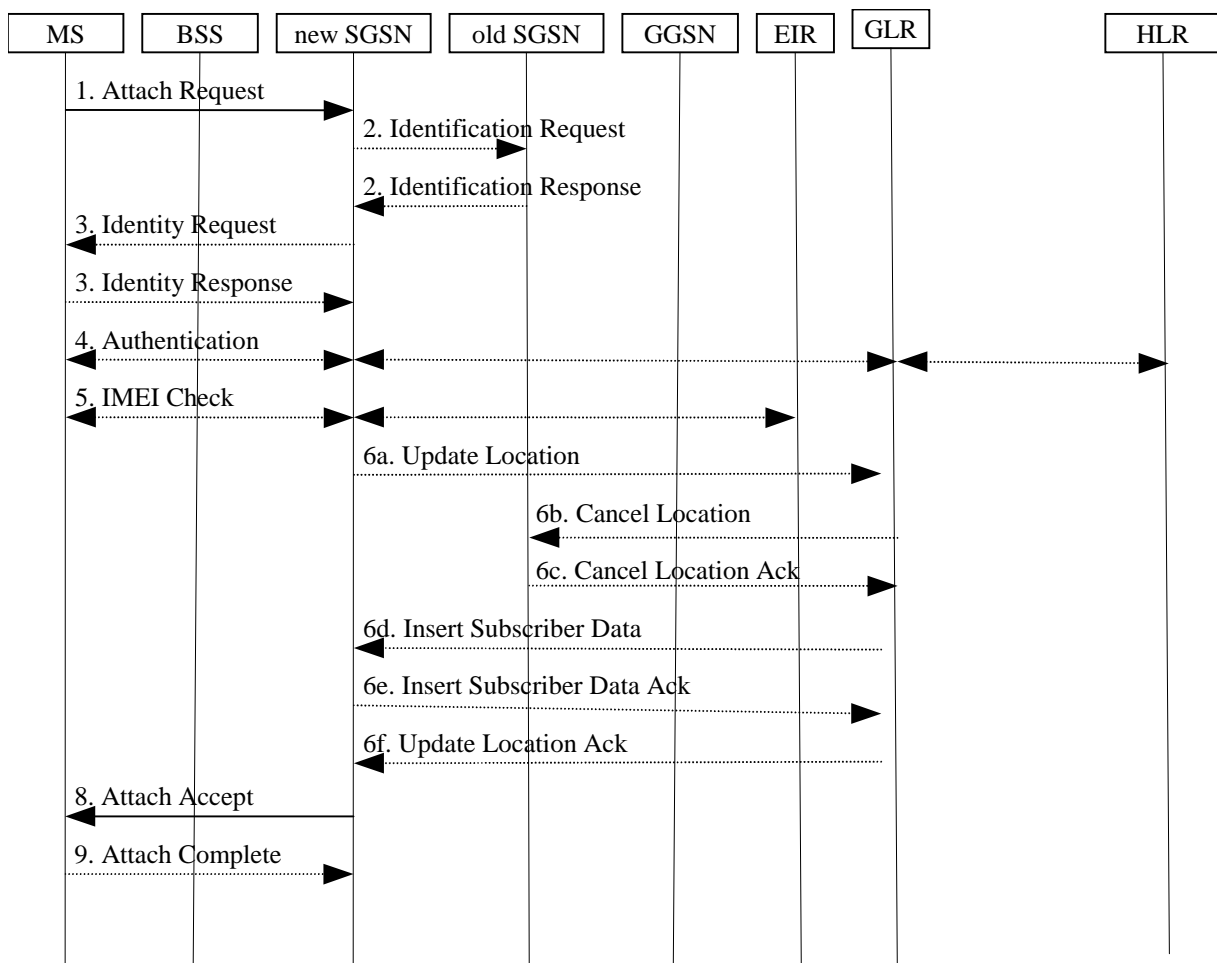 MS BSS new SGSN old SGSN GGSN EIR GLR HLR
1. Attach Request
2. Identification Request
2. Identification Response
3. Identity Request
3. Identity Response
4. Authentication
5. IMEI Check
6a. Update Location
6b. Cancel Location
6c. Cancel Location Ack
6d. Insert Subscriber Data
6e. Insert Subscriber Data Ack
6f. Update Location Ack
8. Attach Accept
9. Attach Complete